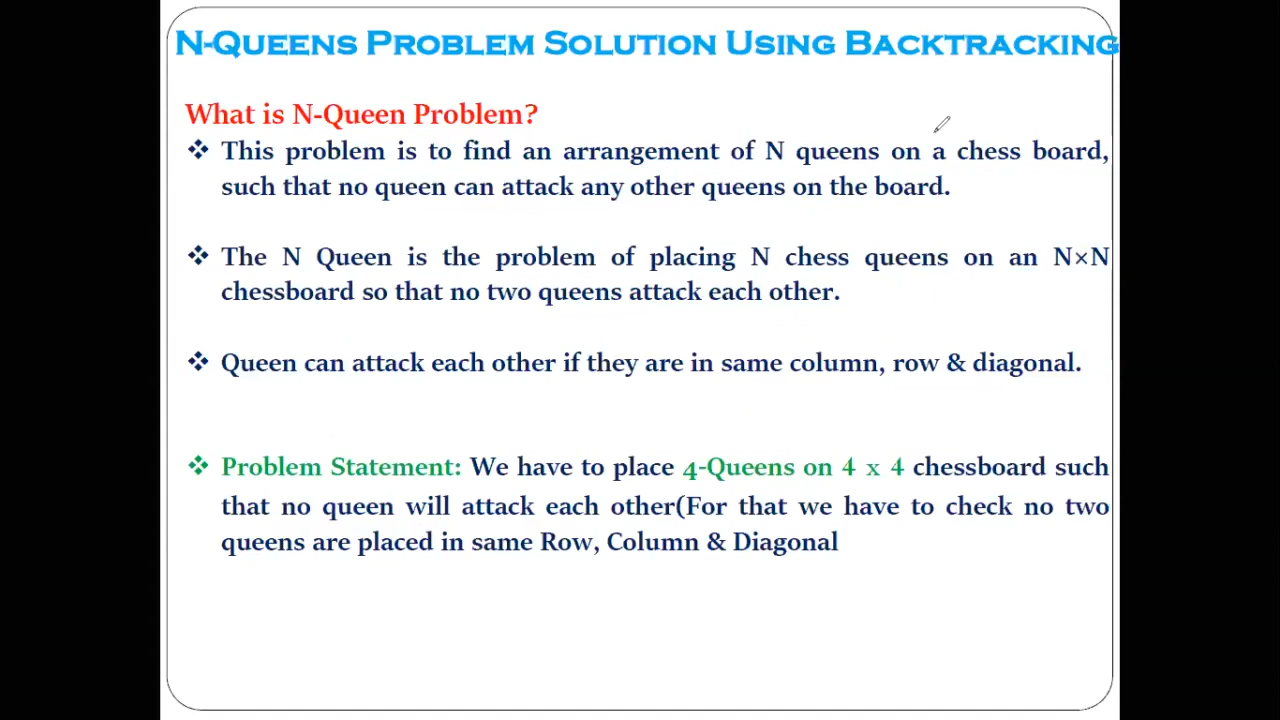 N-Queens Problem Solution Using Backtracking
What is N-Queen Problem?
❖ This problem is to find an arrangement of N queens on a chess board,
such that no queen can attack any other queens on the board.
❖ The N Queen is the problem of placing N chess queens on an N×N
chessboard so that no two queens attack each other.
❖ Queen can attack each other if they are in same column, row & diagonal.
❖ Problem Statement: We have to place 4-Queens on 4 x 4 chessboard such
that no queen will attack each other(For that we have to check no two
queens are placed in same Row, Column & Diagonal